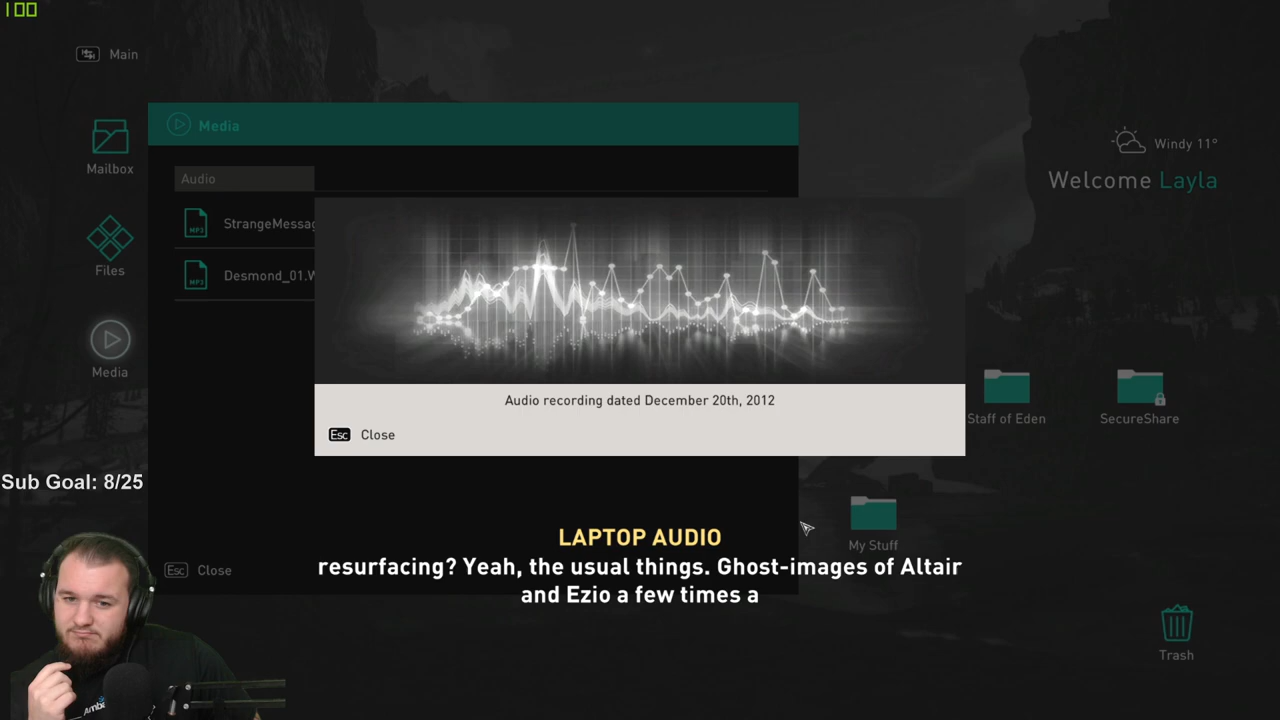 100
Main
Media
Mailbox
Audio
MP3
StrangeMessag
MP3
Desmond_01.W
Files
Media
Windy 11°
Welcome Layla
Audio recording dated December 20th, 2012
Esc Close
Staff of Eden
SecureShare
Sub Goal: 8/25
My Stuff
LAPTOP AUDIO
resurfacing? Yeah, the usual things. Ghost-images of Altair
and Ezio a few times a
Esc Close
Trash